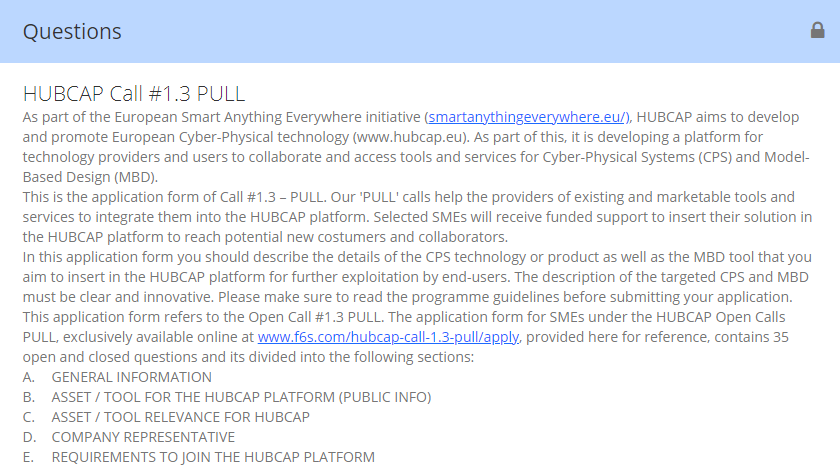 Questions
HUBCAP Call #1.3 PULL
As part of the European Smart Anything Everywhere initiative (smartanythingeverywhere.eu/), HUBCAP aims to develop
and promote European Cyber-Physical technology (www.hubcap.eu). As part of this, it is developing a platform for
technology providers and users to collaborate and access tools and services for Cyber-Physical Systems (CPS) and Model-
Based Design (MBD).
This is the application form of Call #1.3 – PULL. Our 'PULL' calls help the providers of existing and marketable tools and
services to integrate them into the HUBCAP platform. Selected SMEs will receive funded support to insert their solution in
the HUBCAP platform to reach potential new costumers and collaborators.
In this application form you should describe the details of the CPS technology or product as well as the MBD tool that you
aim to insert in the HUBCAP platform for further exploitation by end-users. The description of the targeted CPS and MBD
must be clear and innovative. Please make sure to read the programme guidelines before submitting your application.
This application form refers to the Open Call #1.3 PULL. The application form for SMEs under the HUBCAP Open Calls
PULL, exclusively available online at www.f6s.com/hubcap-call-1.3-pull/apply, provided here for reference, contains 35
open and closed questions and its divided into the following sections:
A. GENERAL INFORMATION
B. ASSET / TOOL FOR THE HUBCAP PLATFORM (PUBLIC INFO)
C. ASSET / TOOL RELEVANCE FOR HUBCAP
D. COMPANY REPRESENTATIVE
E. REQUIREMENTS TO JOIN THE HUBCAP PLATFORM